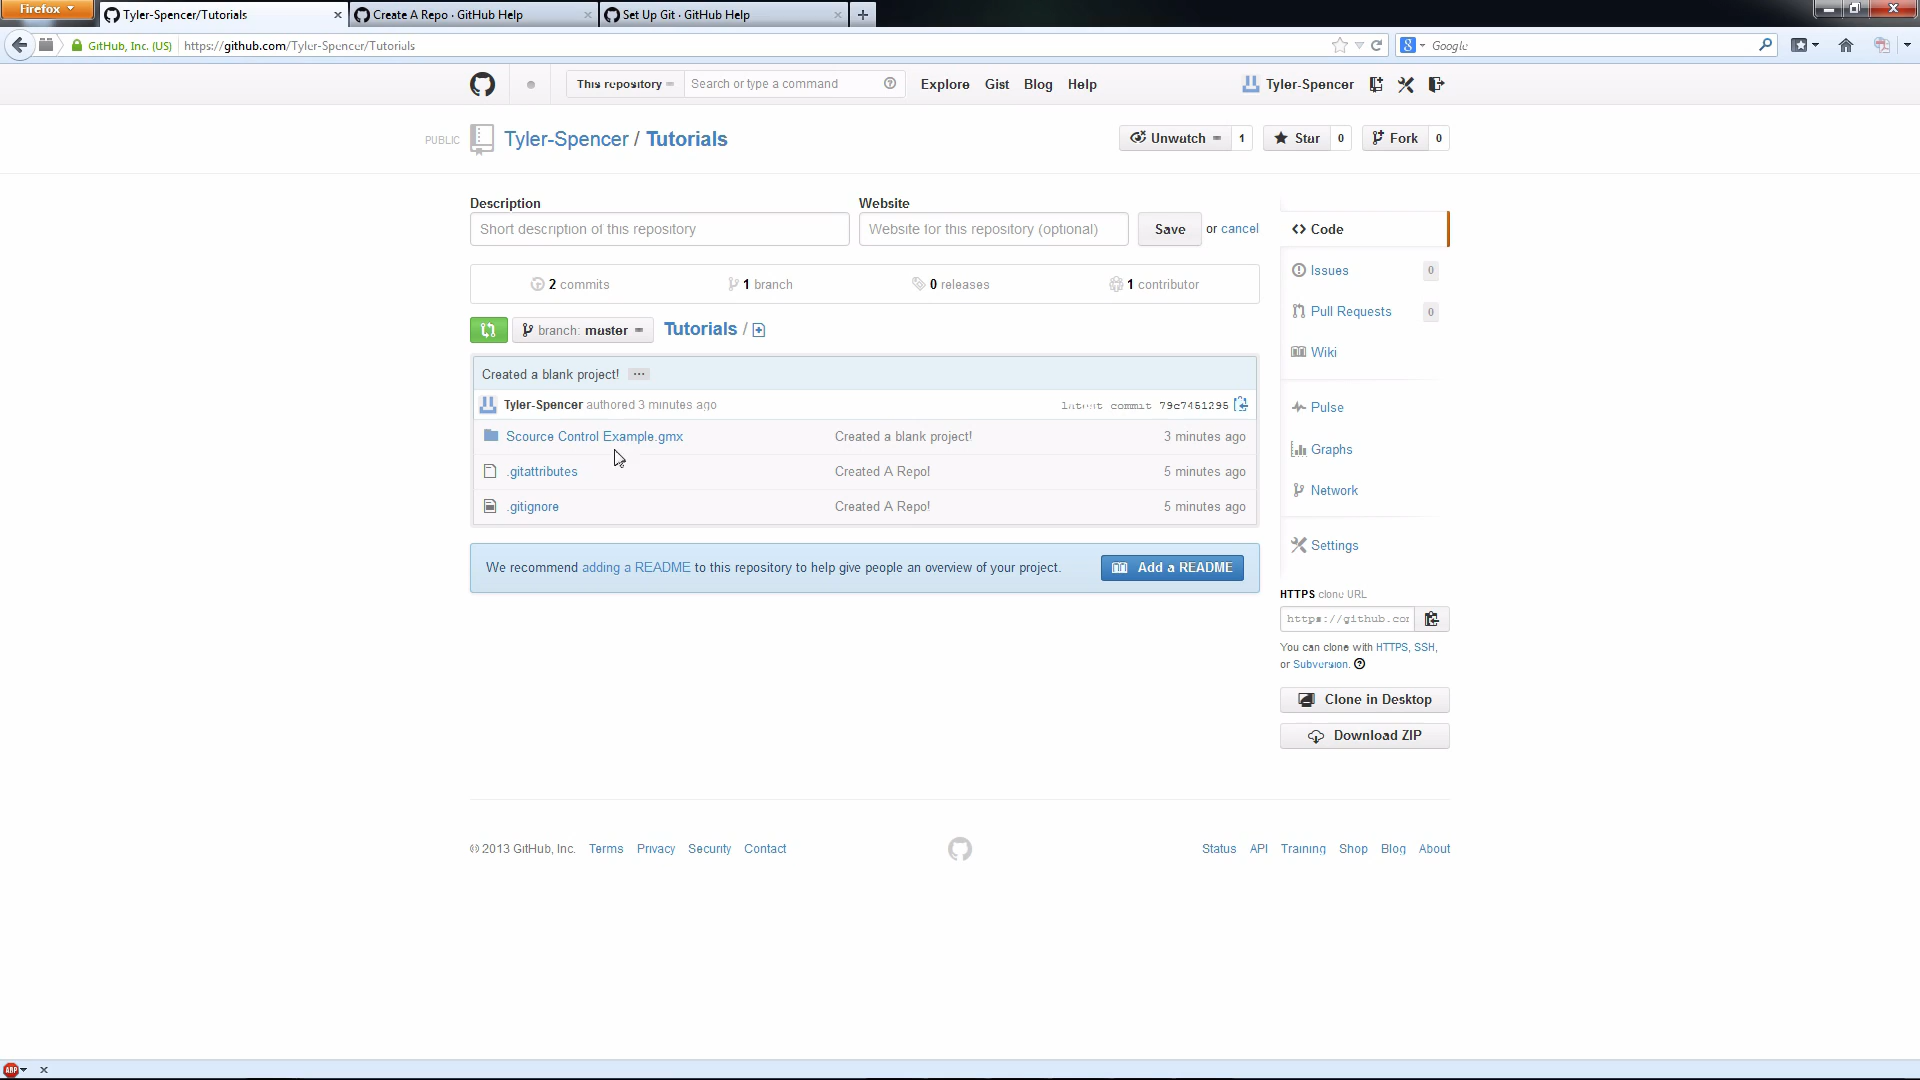 Firefox
Tyler-Spencer/Tutorials
Create A Repo · GitHub Help
Set Up Git · GitHub Help
GitHub, Inc. (US)
https://github.com/Tyler-Spencer/Tutorials
Google
This repository
Search or type a command
Explore
Gist
Blog
Help
Tyler-Spencer
PUBLIC
Tyler-Spencer / Tutorials
Unwatch
1
Star
0
Fork
0
Description
Website
Short description of this repository
Website for this repository (optional)
Save
or cancel
2 commits
1 branch
0 releases
1 contributor
branch: master
Tutorials /
Created a blank project! ...
Tyler-Spencer authored 3 minutes ago
latest commit 79c7451295
Scource Control Example.gmx
Created a blank project!
3 minutes ago
.gitattributes
Created A Repo!
5 minutes ago
.gitignore
Created A Repo!
5 minutes ago
We recommend adding a README to this repository to help give people an overview of your project.
Add a README
Code
Issues
0
Pull Requests
0
Wiki
Pulse
Graphs
Network
Settings
HTTPS clone URL
https://github.com
You can clone with HTTPS, SSH,
or Subversion.
Clone in Desktop
Download ZIP
© 2013 GitHub, Inc.
Terms
Privacy
Security
Contact
Status
API
Training
Shop
Blog
About
ABP